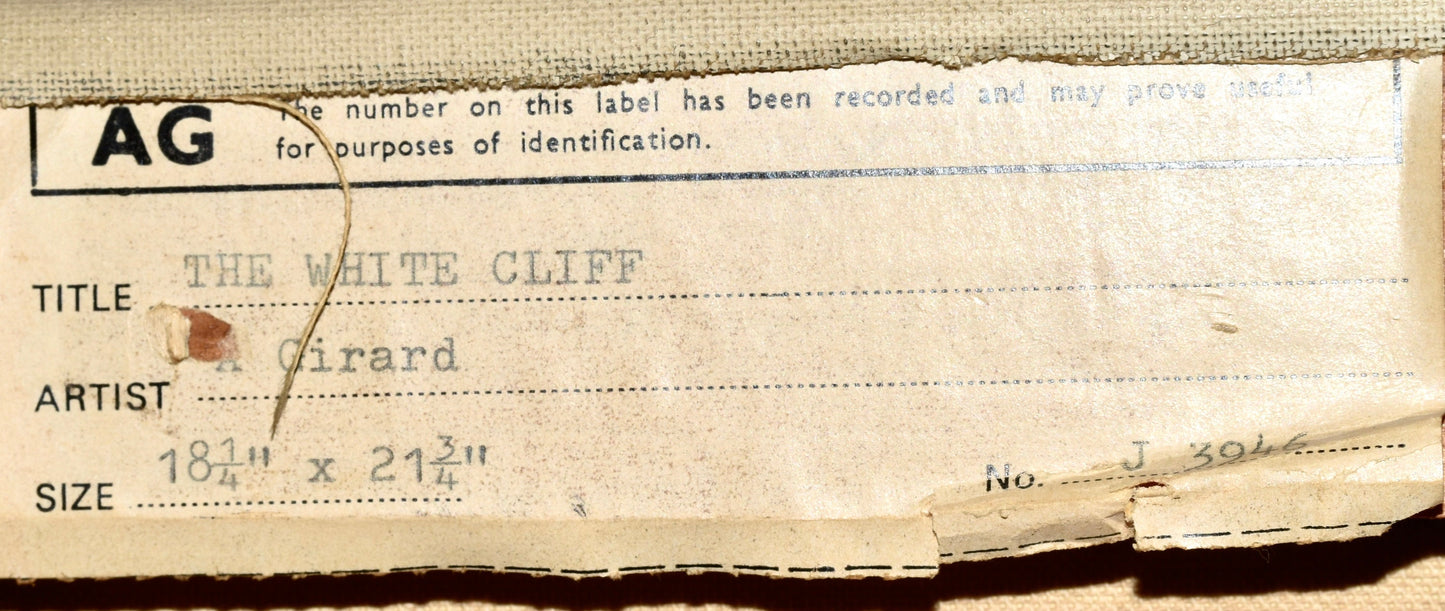 AG
The number on this label has been recorded and may prove useful
for purposes of identification.
TITLE THE WHITE CLIFF
ARTIST A Girard
SIZE 18¼" x 21¾"
No. J 3946